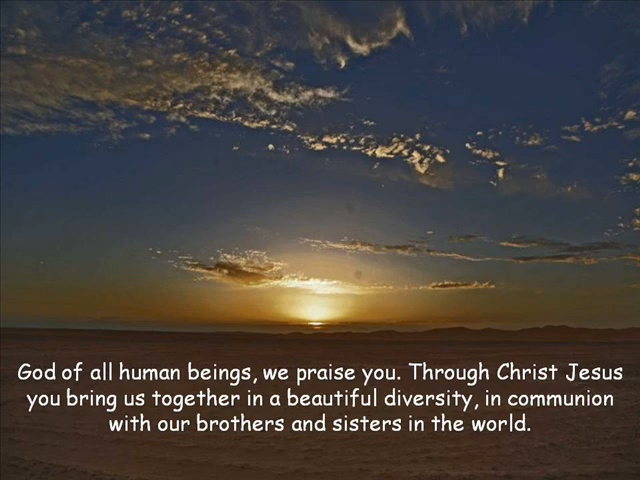 God of all human beings, we praise you. Through Christ Jesus
you bring us together in a beautiful diversity, in communion
with our brothers and sisters in the world.